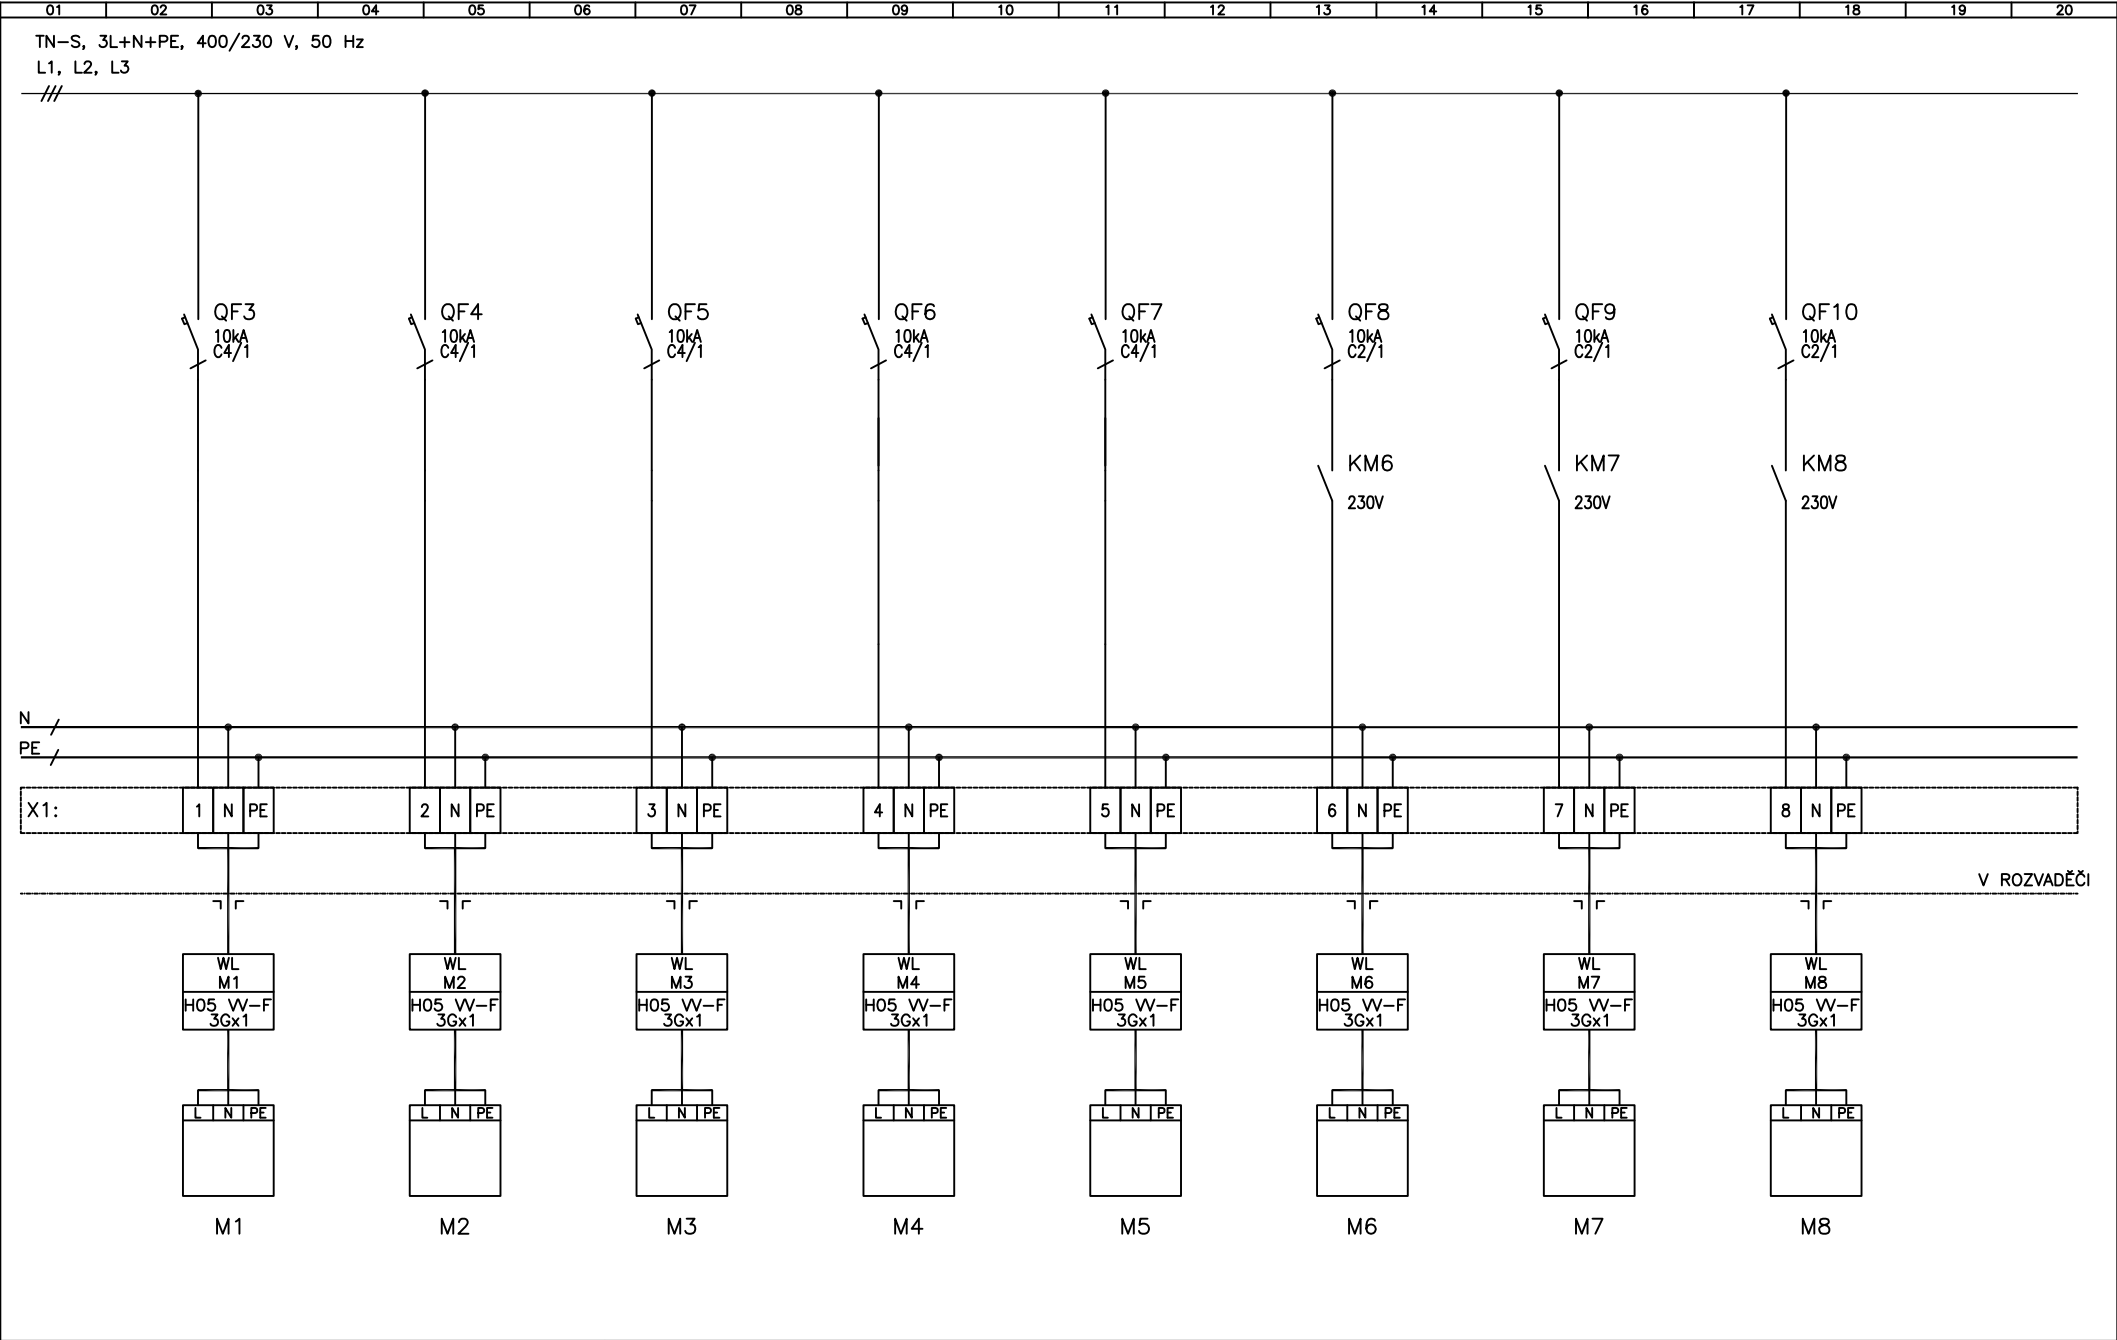 01 02 03 04 05 06 07 08 09 10 11 12 13 14 15 16 17 18 19 20
TN-S, 3L+N+PE, 400/230 V, 50 Hz
L1, L2, L3
QF3 QF4 QF5 QF6 QF7 QF8 QF9 QF10
10kA 10kA 10kA 10kA 10kA 10kA 10kA 10kA
C4/1 C4/1 C4/1 C4/1 C4/1 C2/1 C2/1 C2/1
KM6 KM7 KM8
230V 230V 230V
N
PE
X1: 1 N PE 2 N PE 3 N PE 4 N PE 5 N PE 6 N PE 7 N PE 8 N PE
V ROZVADĚČI
WL WL WL WL WL WL WL WL
M1 M2 M3 M4 M5 M6 M7 M8
H05 VV-F H05 VV-F H05 VV-F H05 VV-F H05 VV-F H05 VV-F H05 VV-F H05 VV-F
3Gx1 3Gx1 3Gx1 3Gx1 3Gx1 3Gx1 3Gx1 3Gx1
L N PE L N PE L N PE L N PE L N PE L N PE L N PE L N PE
M1 M2 M3 M4 M5 M6 M7 M8